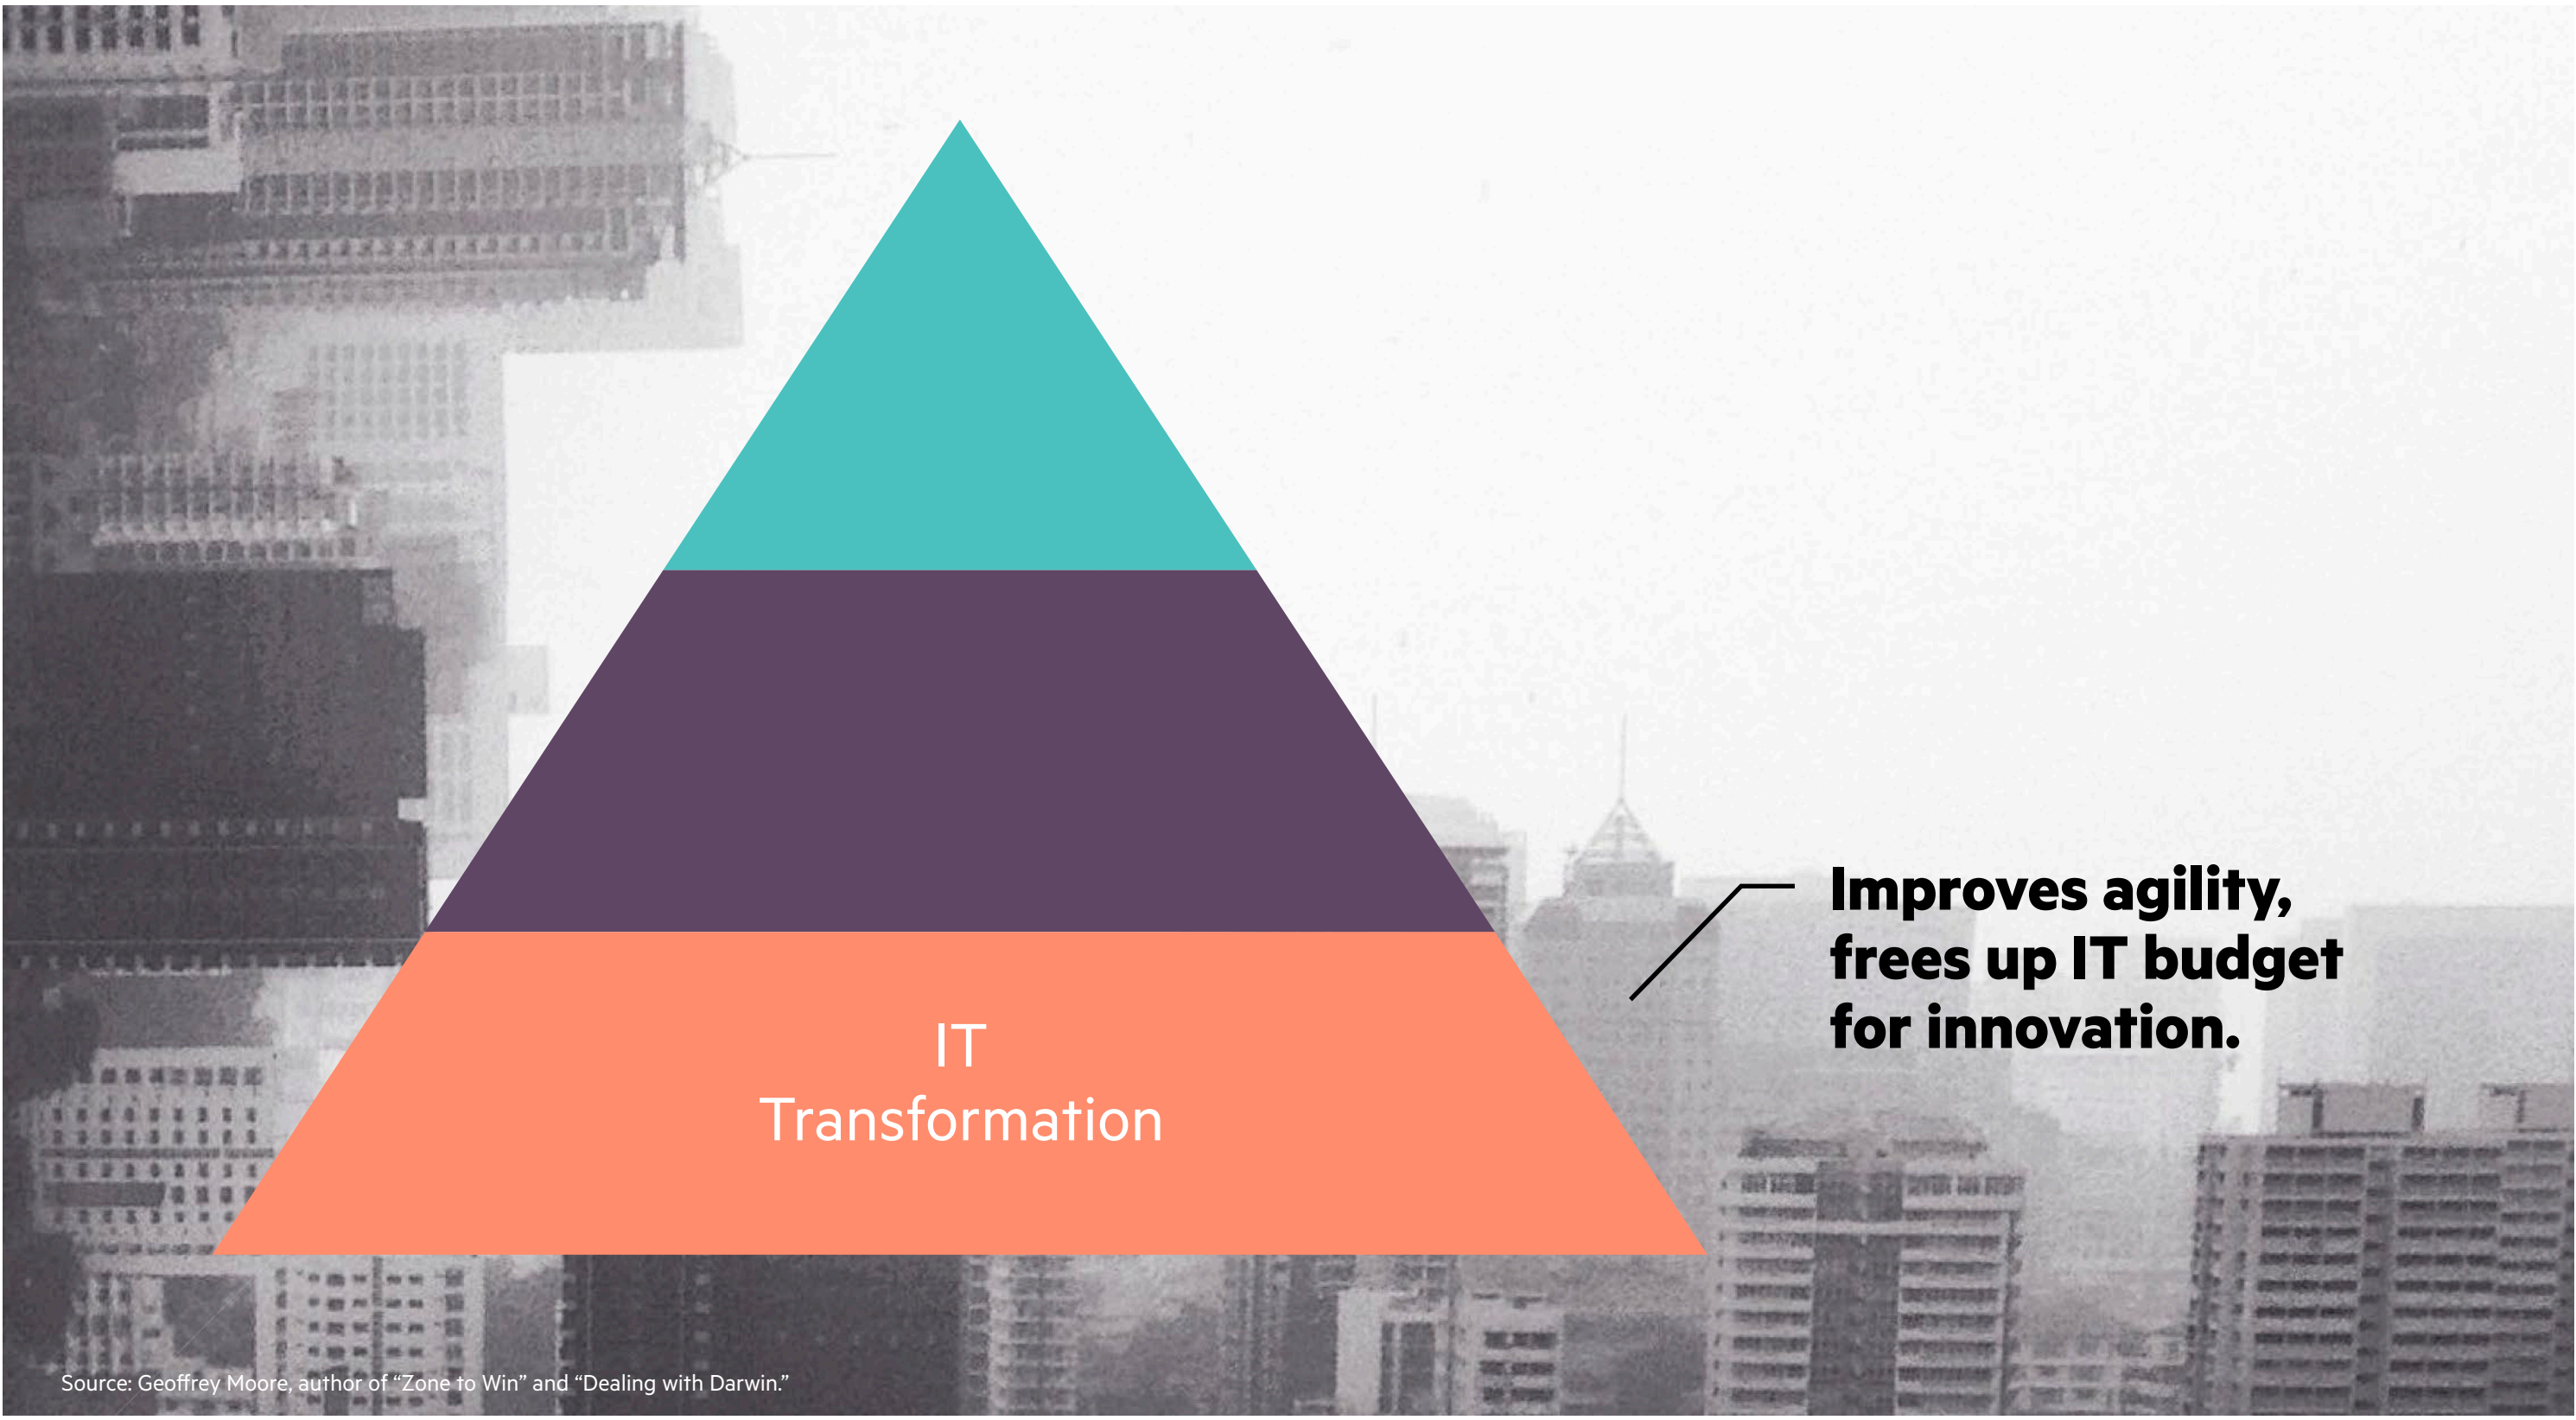 IT
Transformation
Improves agility,
frees up IT budget
for innovation.
Source: Geoffrey Moore, author of “Zone to Win” and “Dealing with Darwin.”